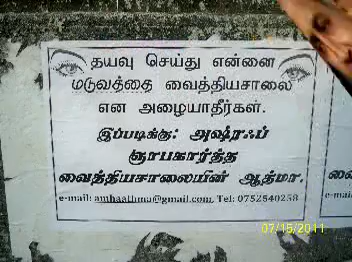 தயவு செய்து என்னை
மடுவத்தை வைத்தியசாலை
என அழையாதீர்கள்.
இப்படிக்கு: அஷ்ரஃப்
ஞாபகார்த்த
வைத்தியசாலையின் ஆத்மா.
e-mail: amhaathma@gmail.com, Tel: 0752540258
07/15/2011